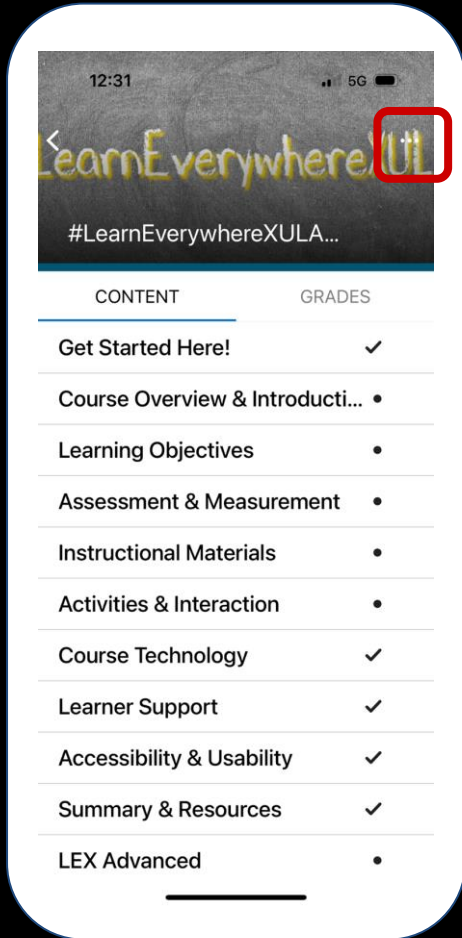 12:31
5G
LearnEverywhereXUL
#LearnEverywhereXULA...
CONTENT GRADES
Get Started Here!
Course Overview & Introducti...
Learning Objectives
Assessment & Measurement
Instructional Materials
Activities & Interaction
Course Technology
Learner Support
Accessibility & Usability
Summary & Resources
LEX Advanced